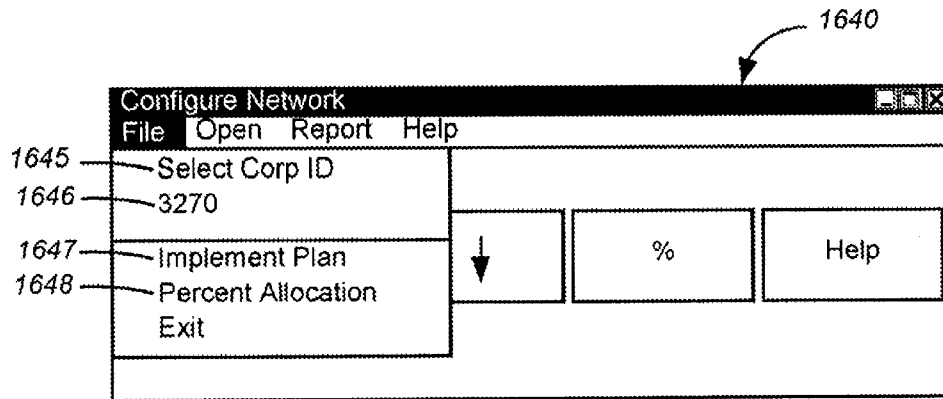 1640
Configure Network
File Open Report Help
1645 Select Corp ID
1646 3270
1647 Implement Plan
1648 Percent Allocation
Exit
% Help